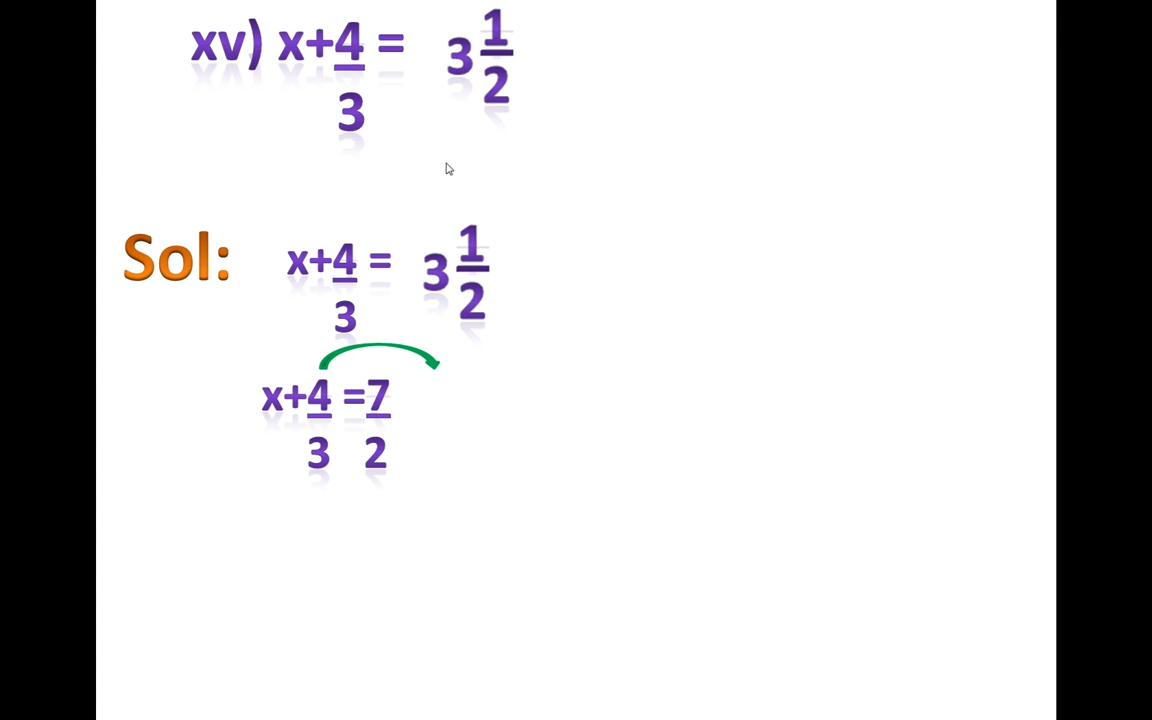 xv) x+4/3 = 3 1/2
Sol: x+4/3 = 3 1/2
x+4/3 =7/2